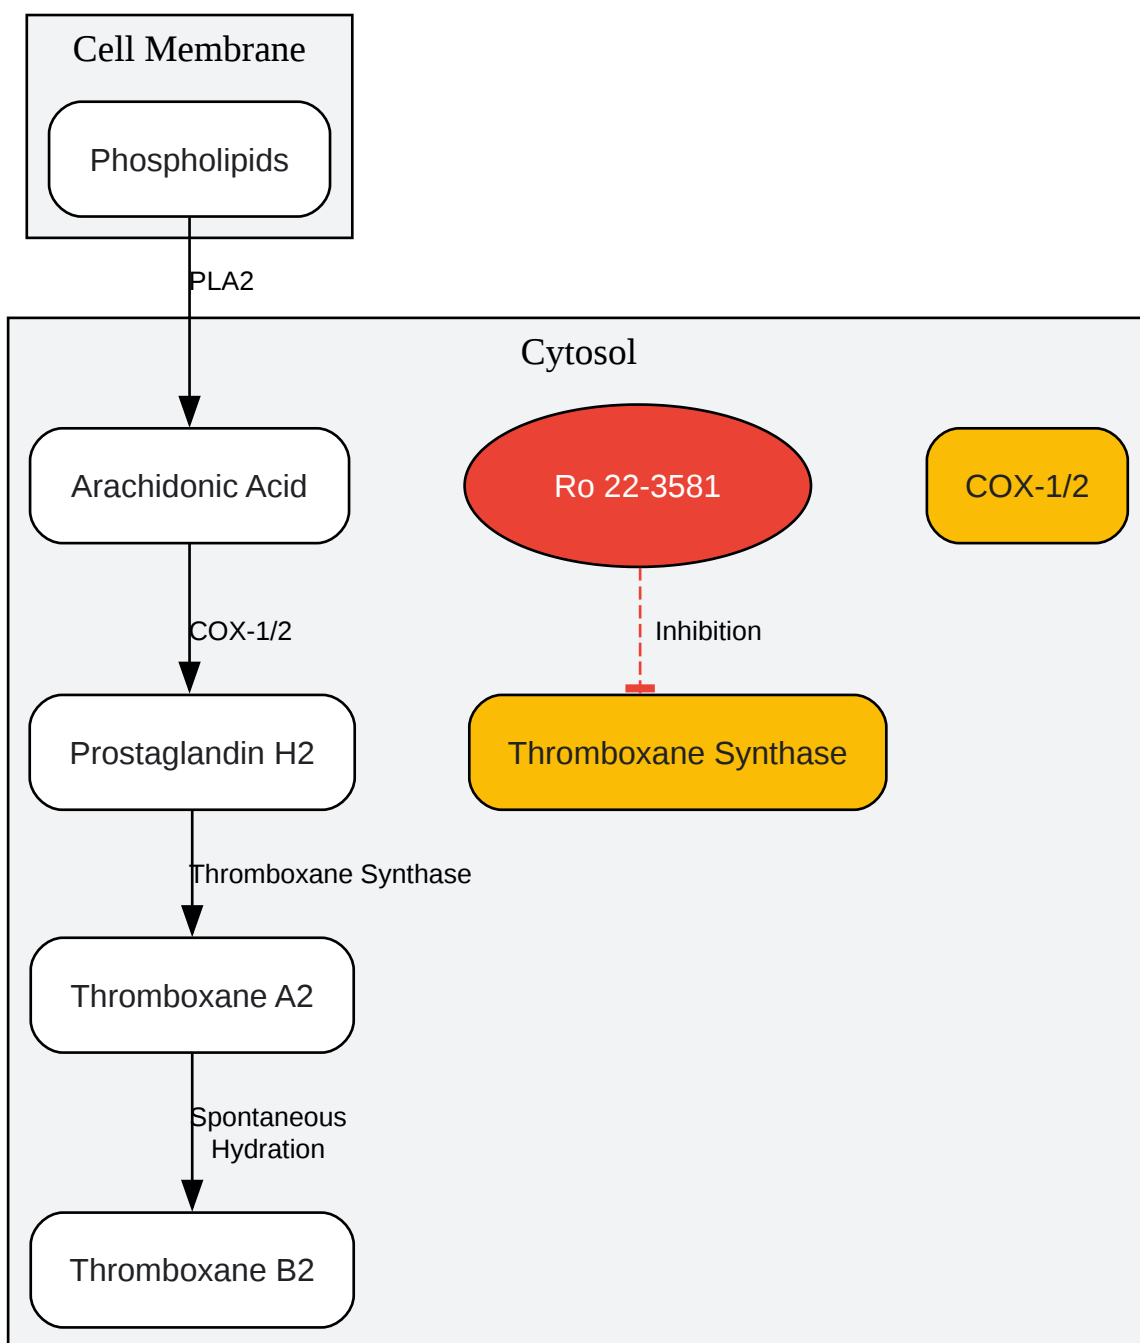 Cell Membrane
Phospholipids
PLA2
Cytosol
Arachidonic Acid
Ro 22-3581
COX-1/2
COX-1/2
Inhibition
Prostaglandin H2
Thromboxane Synthase
Thromboxane Synthase
Thromboxane A2
Spontaneous
Hydration
Thromboxane B2